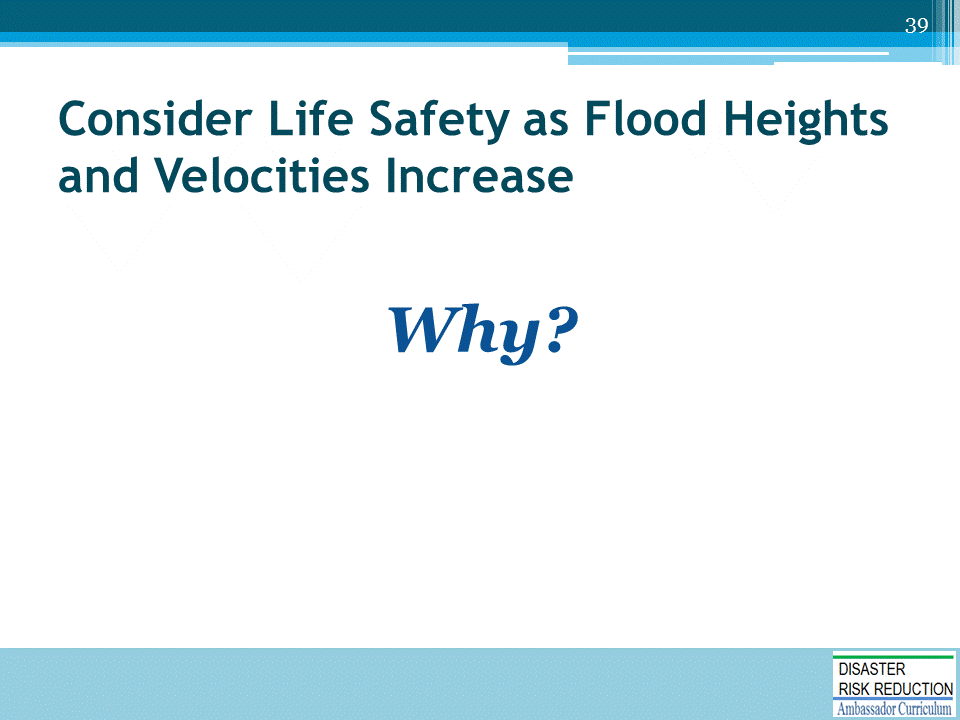 39
Consider Life Safety as Flood Heights
and Velocities Increase
Why?
DISASTER
RISK REDUCTION
Ambassador Curriculum